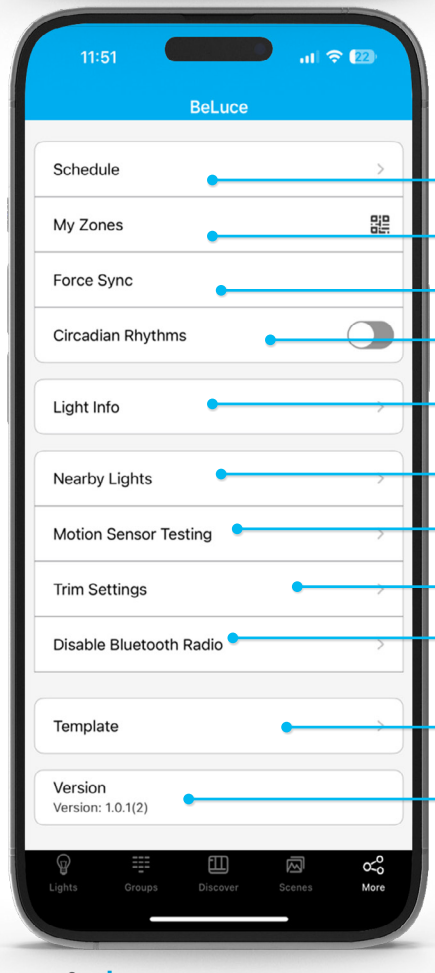 11:51
22
BeLuce
Schedule
My Zones
Force Sync
Circadian Rhythms
Light Info
Nearby Lights
Motion Sensor Testing
Trim Settings
Disable Bluetooth Radio
Template
Version
Version: 1.0.1(2)
Lights Groups Discover Scenes More